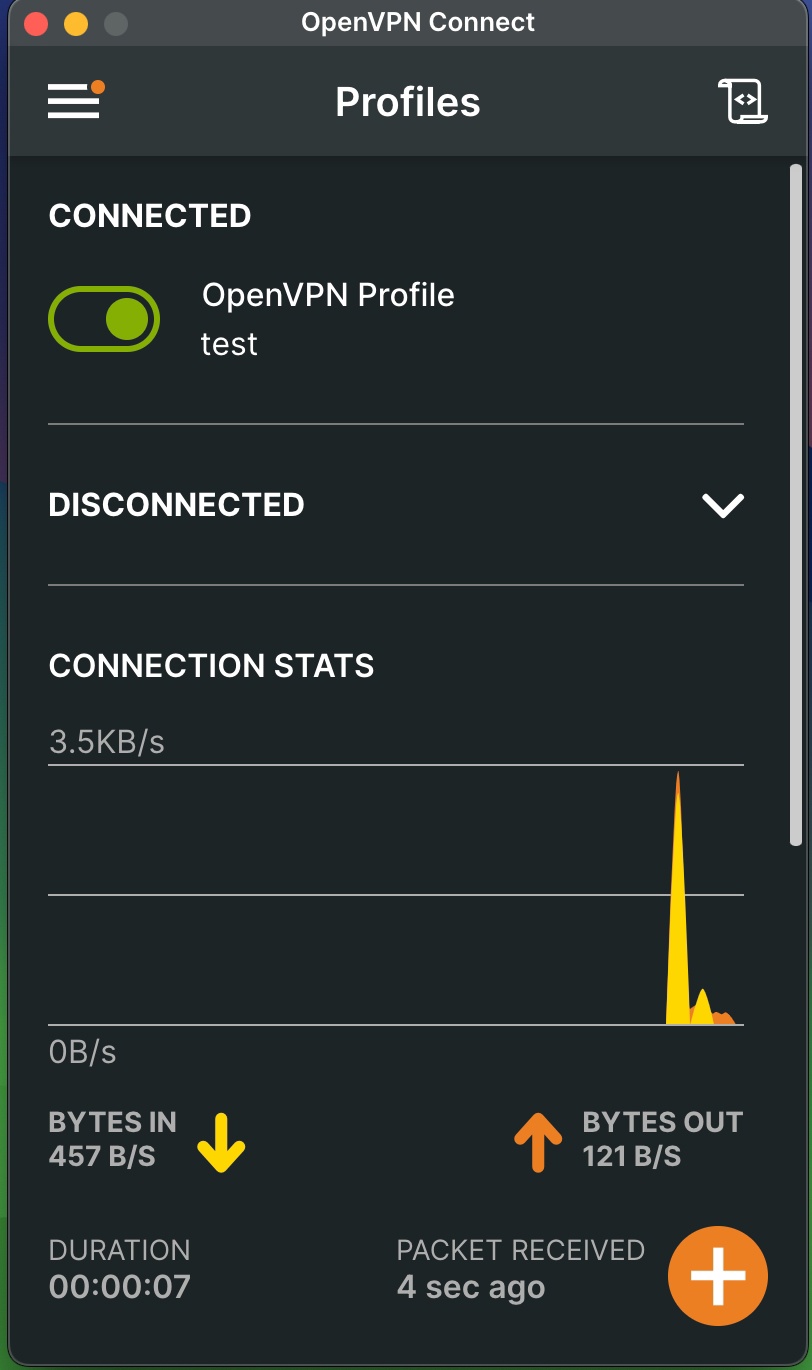 OpenVPN Connect
Profiles
CONNECTED
OpenVPN Profile
test
DISCONNECTED
CONNECTION STATS
3.5KB/s
0B/s
BYTES IN
457 B/S
BYTES OUT
121 B/S
DURATION
00:00:07
PACKET RECEIVED
4 sec ago